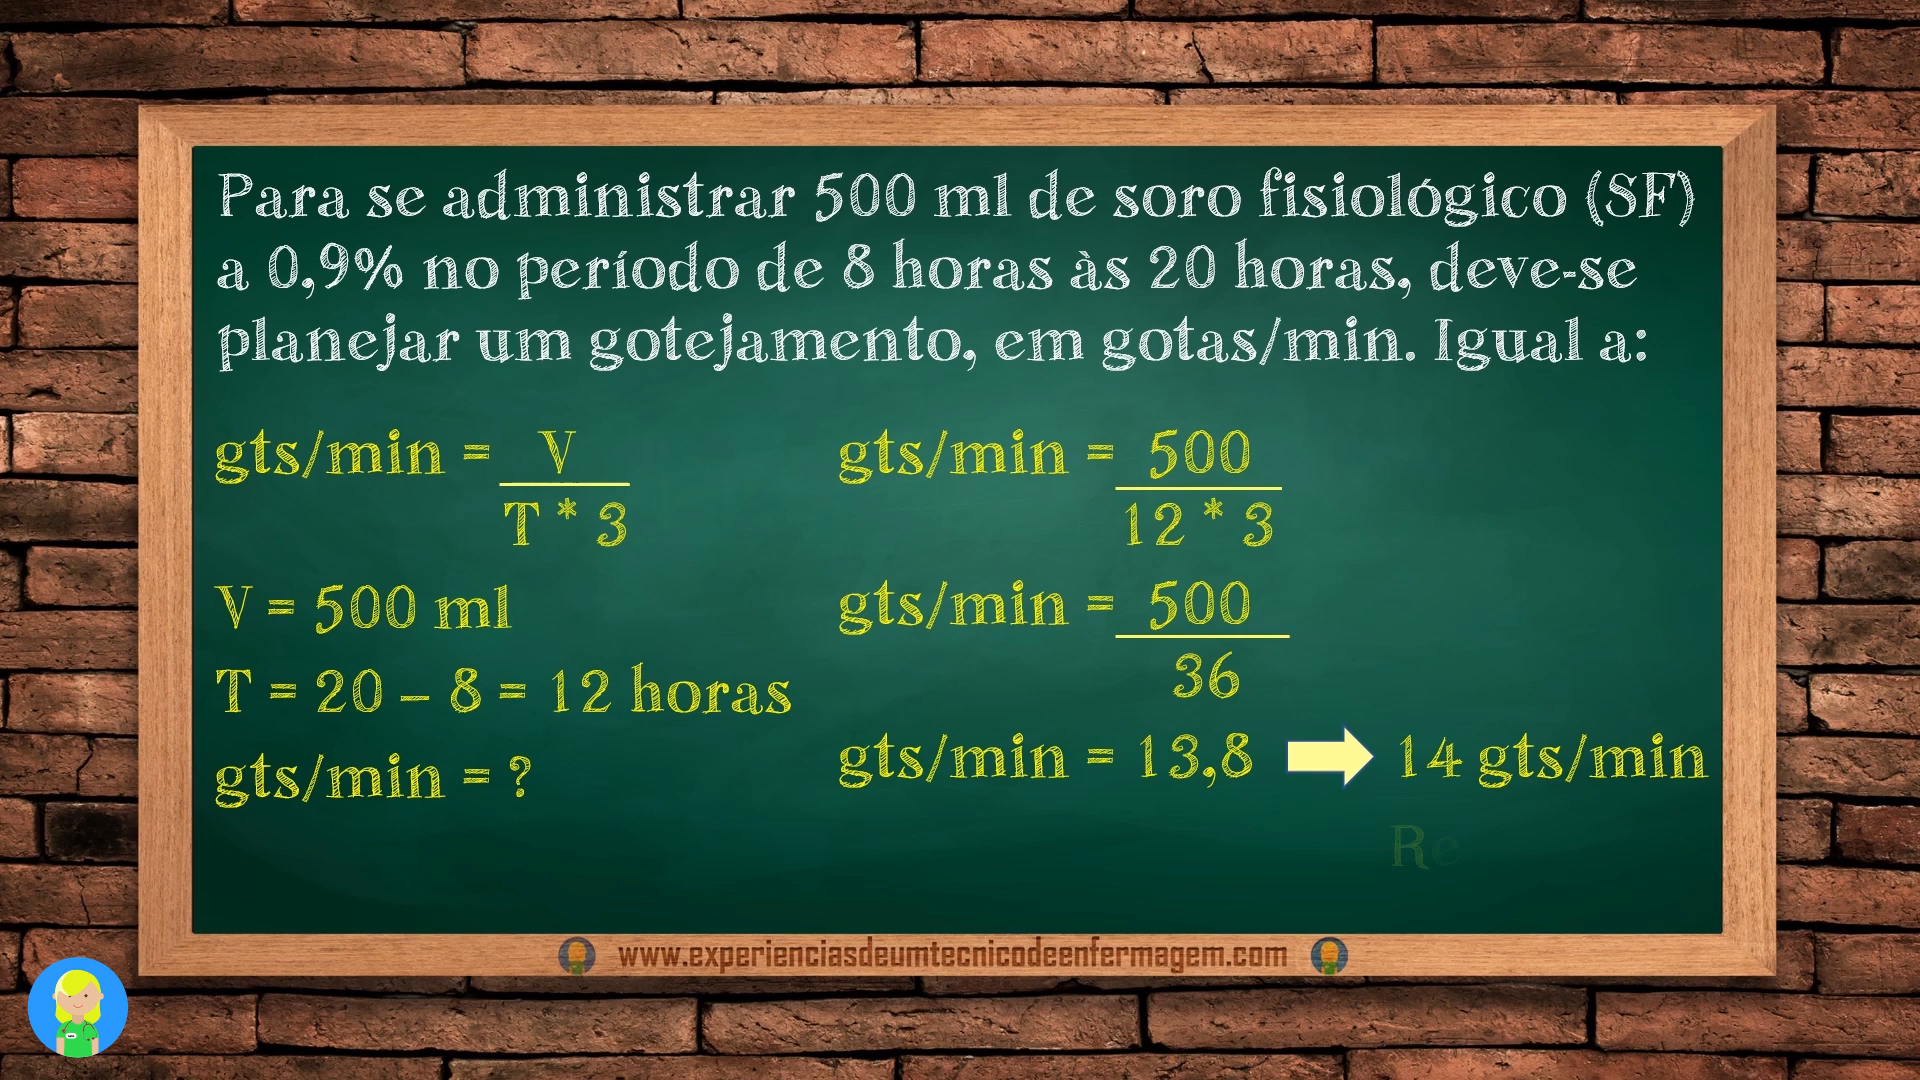 Para se administrar 500 ml de soro fisiológico (SF)
a 0,9% no período de 8 horas às 20 horas, deve-se
planejar um gotejamento, em gotas/min. Igual a:
gts/min = V
T * 3
V = 500 ml
T = 20 – 8 = 12 horas
gts/min = ?
gts/min = 500
12 * 3
gts/min = 500
36
gts/min = 13,8
14 gts/min
Re
www.experienciasdeumtecnicodeenfermagem.com